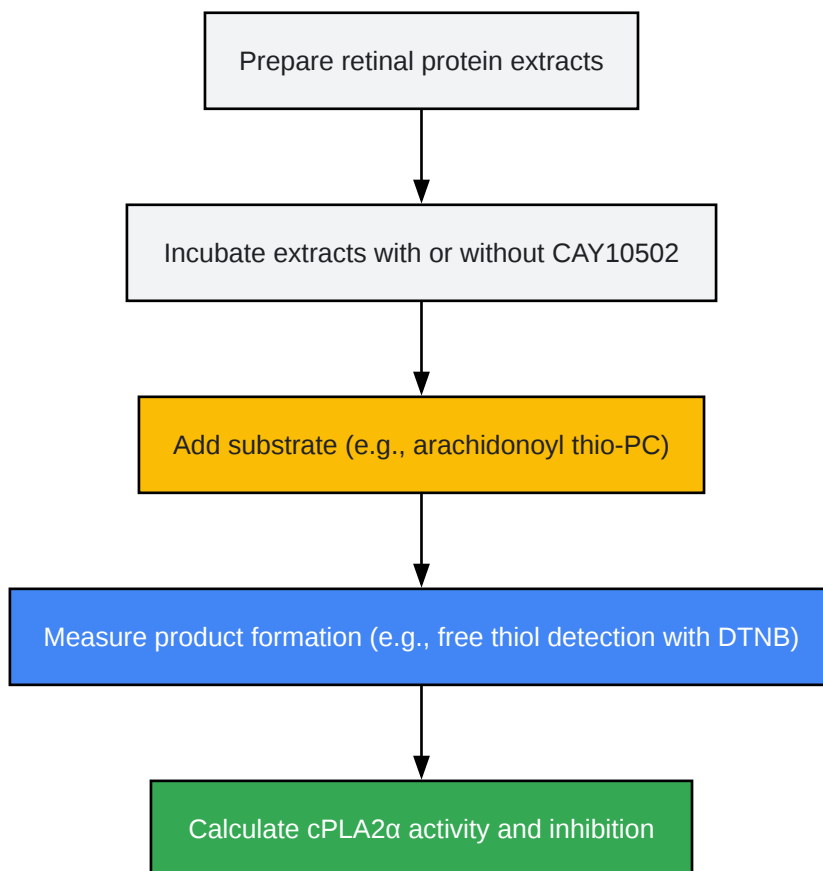 Prepare retinal protein extracts
Incubate extracts with or without CAY10502
Add substrate (e.g., arachidonoyl thio-PC)
Measure product formation (e.g., free thiol detection with DTNB)
Calculate cPLA2α activity and inhibition